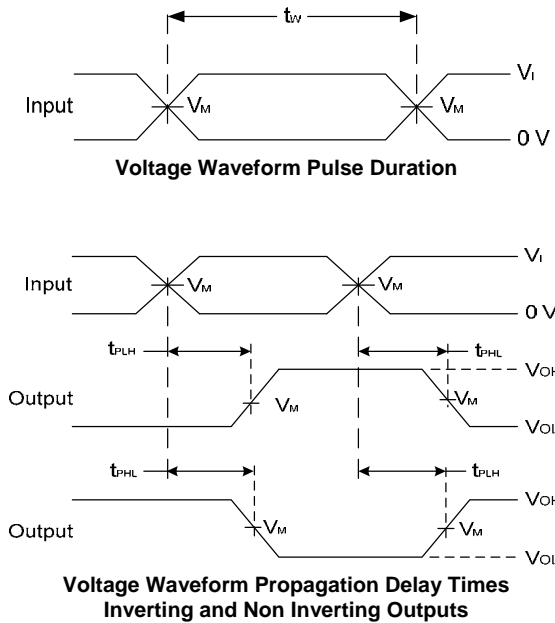 tW
VI
Input
VM
VM
0 V
Voltage Waveform Pulse Duration
VI
Input
VM
VM
0 V
tPLH
tPHL
VOH
Output
VM
VM
VOL
tPHL
tPLH
VOH
Output
VM
VM
VOL
Voltage Waveform Propagation Delay Times
Inverting and Non Inverting Outputs